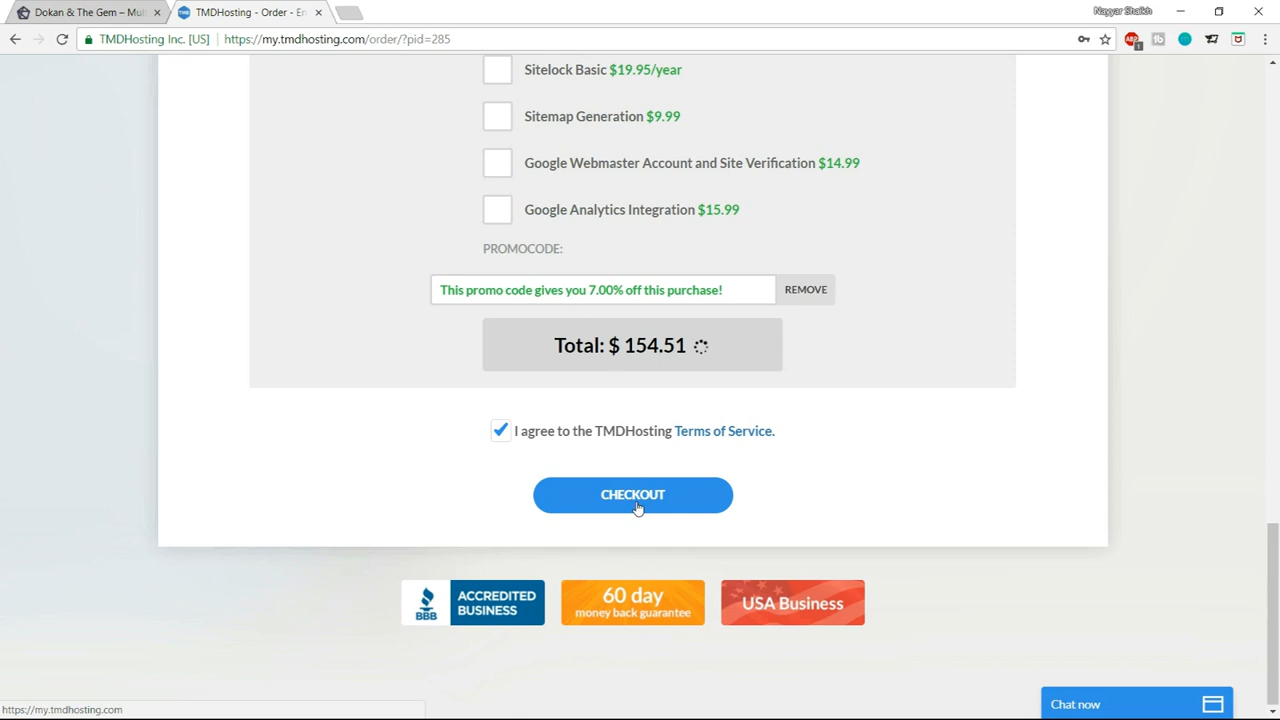 Dokan & The Gem – Mul
TMDHosting - Order - En
Nayyar Shaikh
TMDHosting Inc. [US]
https://my.tmdhosting.com/order/?pid=285
Sitelock Basic $19.95/year
Sitemap Generation $9.99
Google Webmaster Account and Site Verification $14.99
Google Analytics Integration $15.99
PROMOCODE:
This promo code gives you 7.00% off this purchase!
REMOVE
Total: $ 154.51
I agree to the TMDHosting Terms of Service.
CHECKOUT
BBB
ACCREDITED
BUSINESS
60 day
money back guarantee
USA Business
https://my.tmdhosting.com
Chat now